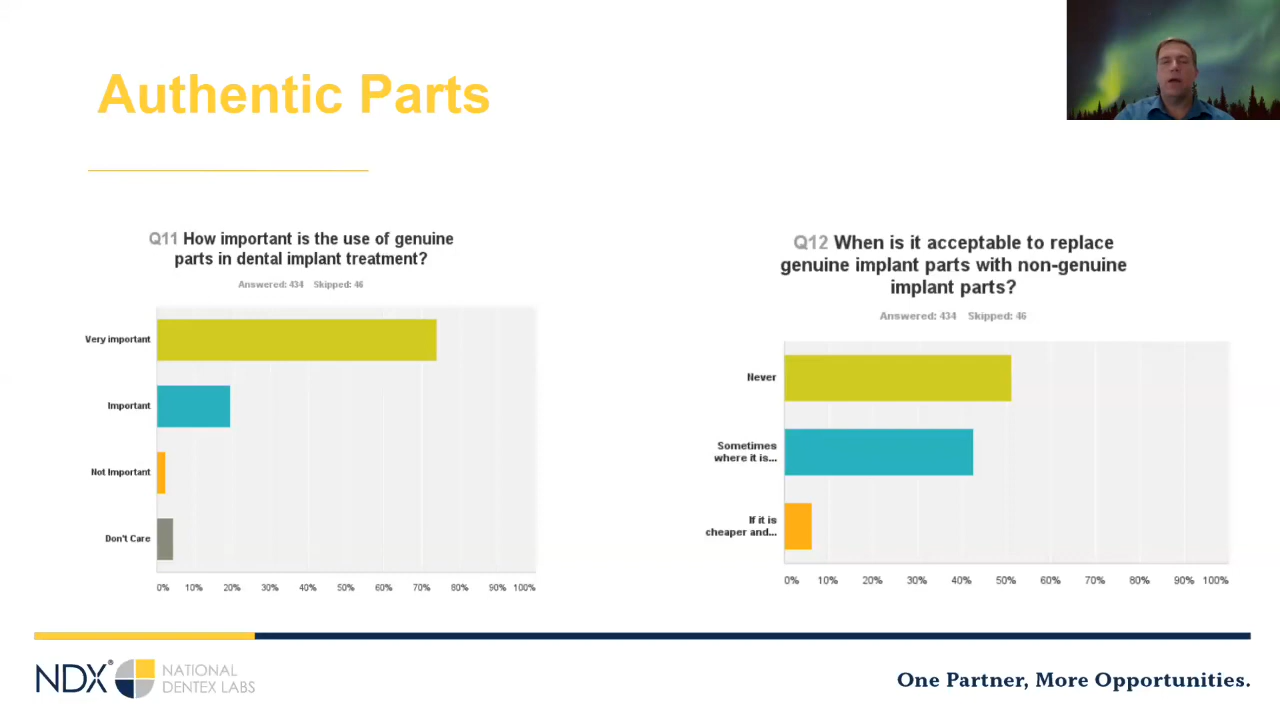 Authentic Parts
Q11 How important is the use of genuine
parts in dental implant treatment?
Answered: 434 Skipped: 46
Very important
Important
Not Important
Don't Care
0% 10% 20% 30% 40% 50% 60% 70% 80% 90% 100%
Q12 When is it acceptable to replace
genuine implant parts with non-genuine
implant parts?
Answered: 434 Skipped: 46
Never
Sometimes
where it is...
If it is
cheaper and...
0% 10% 20% 30% 40% 50% 60% 70% 80% 90% 100%
NDX®
NATIONAL
DENTEX LABS
One Partner, More Opportunities.